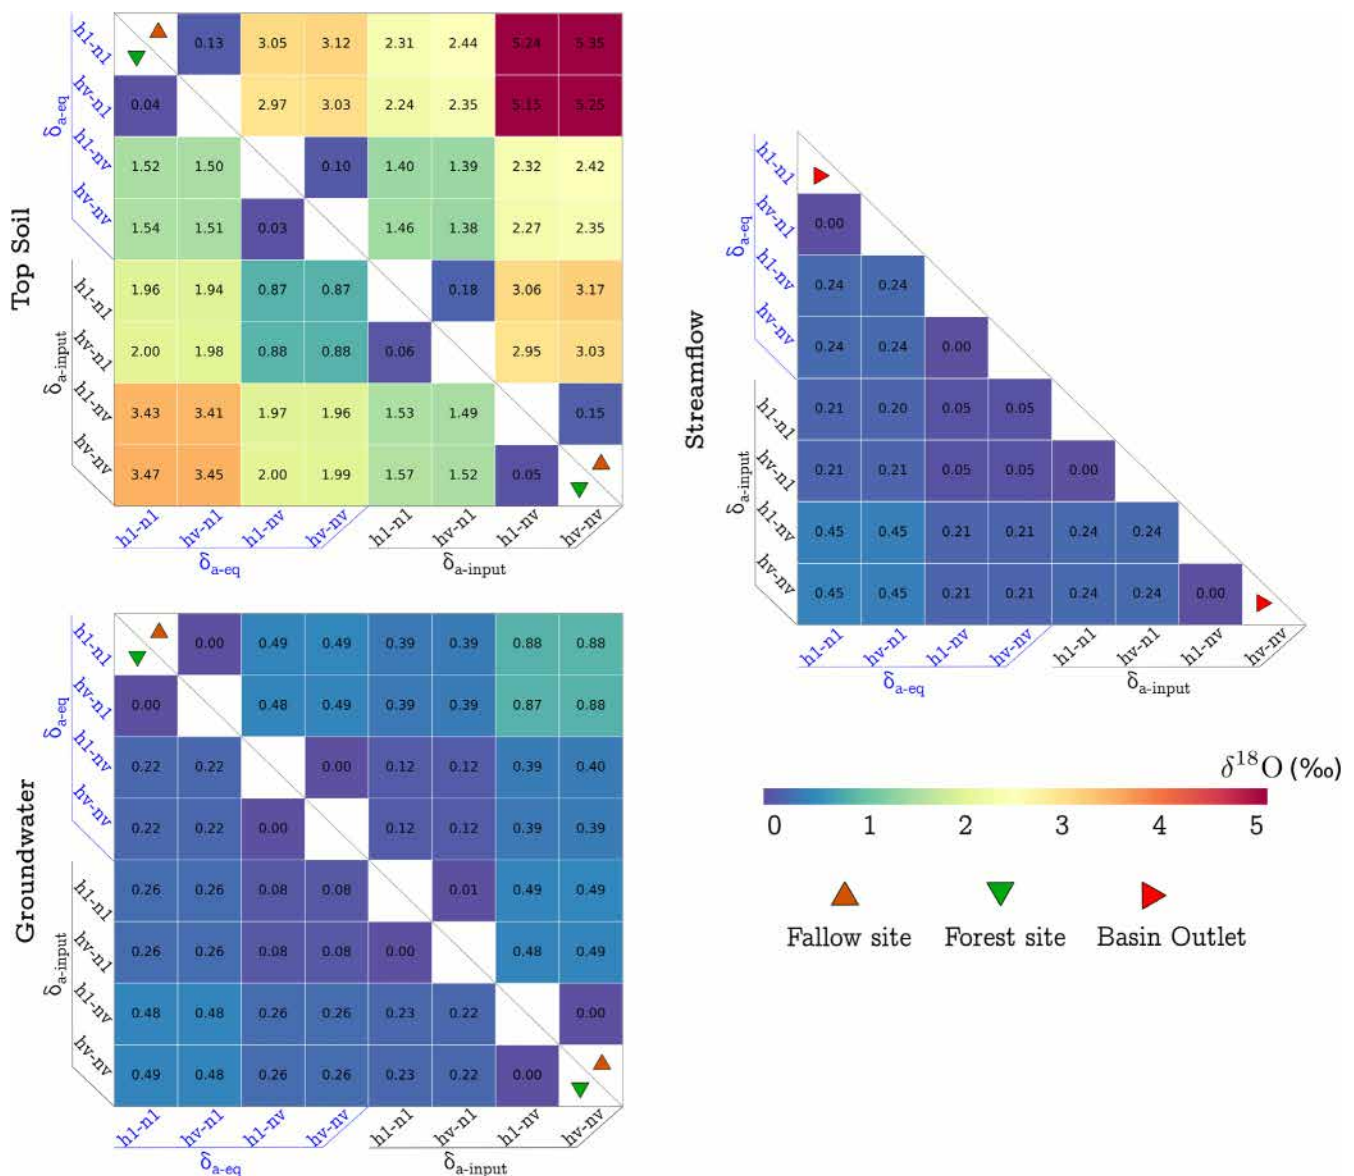 Top Soil
δa-eq
h1-n1
hv-n1
h1-nv
hv-nv
δa-input
h1-n1
hv-n1
h1-nv
hv-nv
0.13 3.05 3.12 2.31 2.44 5.24 5.35
0.04 2.97 3.03 2.24 2.35 5.15 5.25
1.52 1.50 0.10 1.40 1.39 2.32 2.42
1.54 1.51 0.03 1.46 1.38 2.27 2.35
1.96 1.94 0.87 0.87 0.18 3.06 3.17
2.00 1.98 0.88 0.88 0.06 2.95 3.03
3.43 3.41 1.97 1.96 1.53 1.49 0.15
3.47 3.45 2.00 1.99 1.57 1.52 0.05
h1-n1 hv-n1 h1-nv hv-nv h1-n1 hv-n1 h1-nv hv-nv
δa-eq δa-input
Streamflow
δa-eq
h1-n1
hv-n1
h1-nv
hv-nv
δa-input
h1-n1
hv-n1
h1-nv
hv-nv
0.00
0.24 0.24
0.24 0.24 0.00
0.21 0.20 0.05 0.05
0.21 0.21 0.05 0.05 0.00
0.45 0.45 0.21 0.21 0.24 0.24
0.45 0.45 0.21 0.21 0.24 0.24 0.00
h1-n1 hv-n1 h1-nv hv-nv h1-n1 hv-n1 h1-nv hv-nv
δa-eq δa-input
Groundwater
δa-eq
h1-n1
hv-n1
h1-nv
hv-nv
δa-input
h1-n1
hv-n1
h1-nv
hv-nv
0.00 0.49 0.49 0.39 0.39 0.88 0.88
0.00 0.48 0.49 0.39 0.39 0.87 0.88
0.22 0.22 0.00 0.12 0.12 0.39 0.40
0.22 0.22 0.00 0.12 0.12 0.39 0.39
0.26 0.26 0.08 0.08 0.01 0.49 0.49
0.26 0.26 0.08 0.08 0.00 0.48 0.49
0.48 0.48 0.26 0.26 0.23 0.22 0.00
0.49 0.48 0.26 0.26 0.23 0.22 0.00
h1-n1 hv-n1 h1-nv hv-nv h1-n1 hv-n1 h1-nv hv-nv
δa-eq δa-input
δ18O (‰)
0 1 2 3 4 5
Fallow site Forest site Basin Outlet